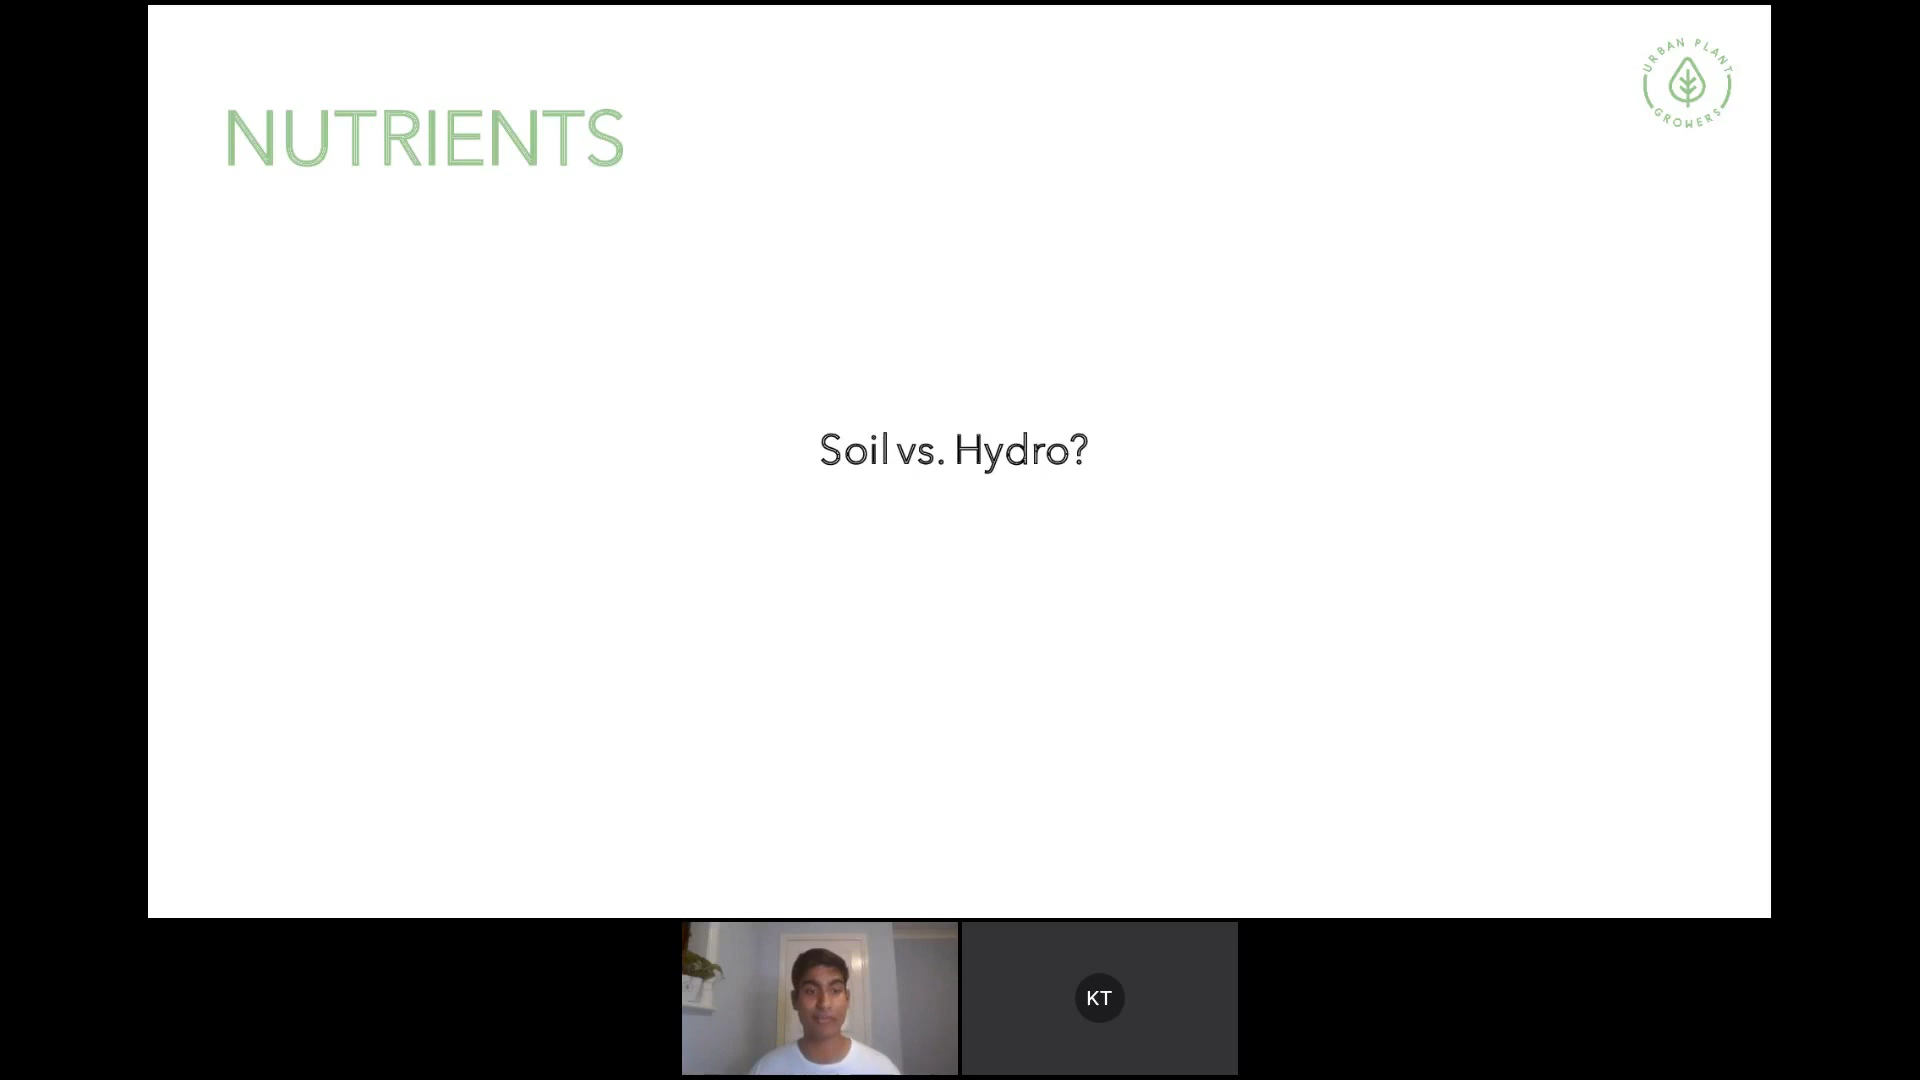 NUTRIENTS
URBAN PLANT
GROWERS
Soil vs. Hydro?
KT